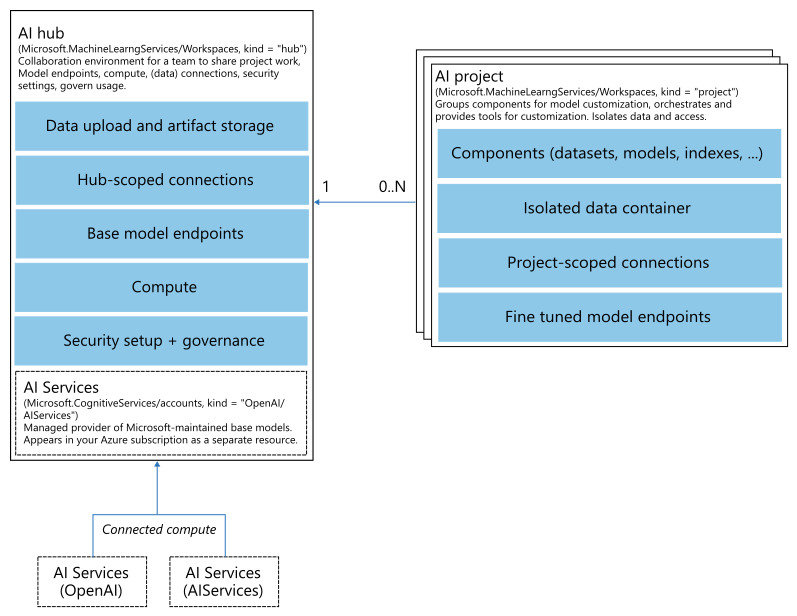 AI hub
(Microsoft.MachineLearngServices/Workspaces, kind = "hub")
Collaboration environment for a team to share project work,
Model endpoints, compute, (data) connections, security
settings, govern usage.
Data upload and artifact storage
Hub-scoped connections
Base model endpoints
Compute
Security setup + governance
AI Services
(Microsoft.CognitiveServices/accounts, kind = "OpenAI/
AIServices")
Managed provider of Microsoft-maintained base models.
Appears in your Azure subscription as a separate resource.
1
0..N
AI project
(Microsoft.MachineLearngServices/Workspaces, kind = "project")
Groups components for model customization, orchestrates and
provides tools for customization. Isolates data and access.
Components (datasets, models, indexes, ...)
Isolated data container
Project-scoped connections
Fine tuned model endpoints
Connected compute
AI Services
(OpenAI)
AI Services
(AIServices)